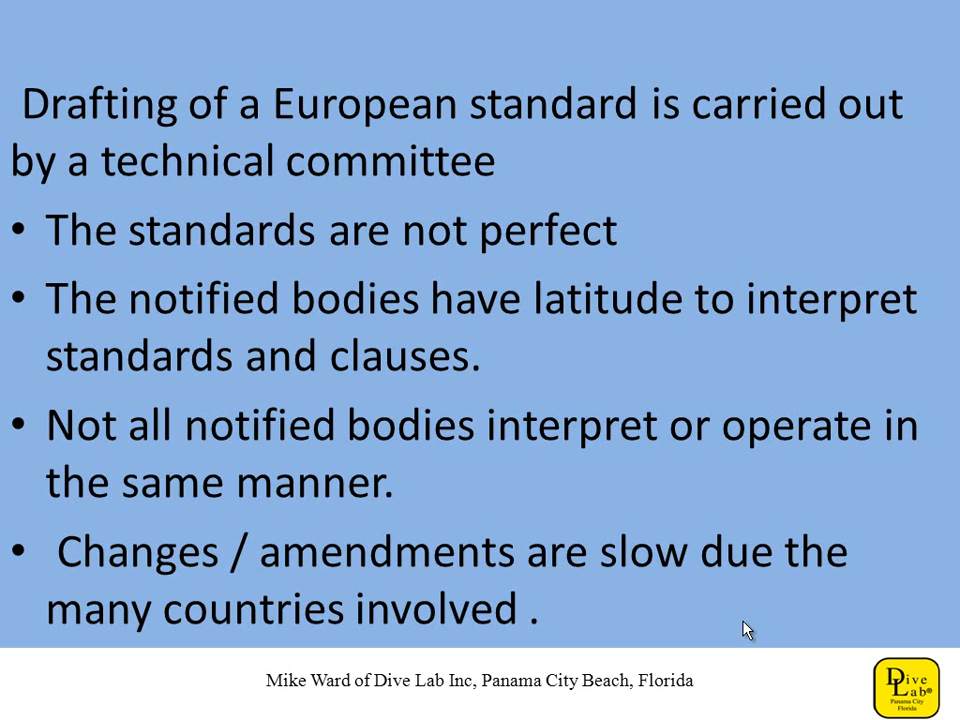 Drafting of a European standard is carried out
by a technical committee
• The standards are not perfect
• The notified bodies have latitude to interpret
standards and clauses.
• Not all notified bodies interpret or operate in
the same manner.
• Changes / amendments are slow due the
many countries involved .
Mike Ward of Dive Lab Inc, Panama City Beach, Florida
Dive
Lab®
Panama City
Florida